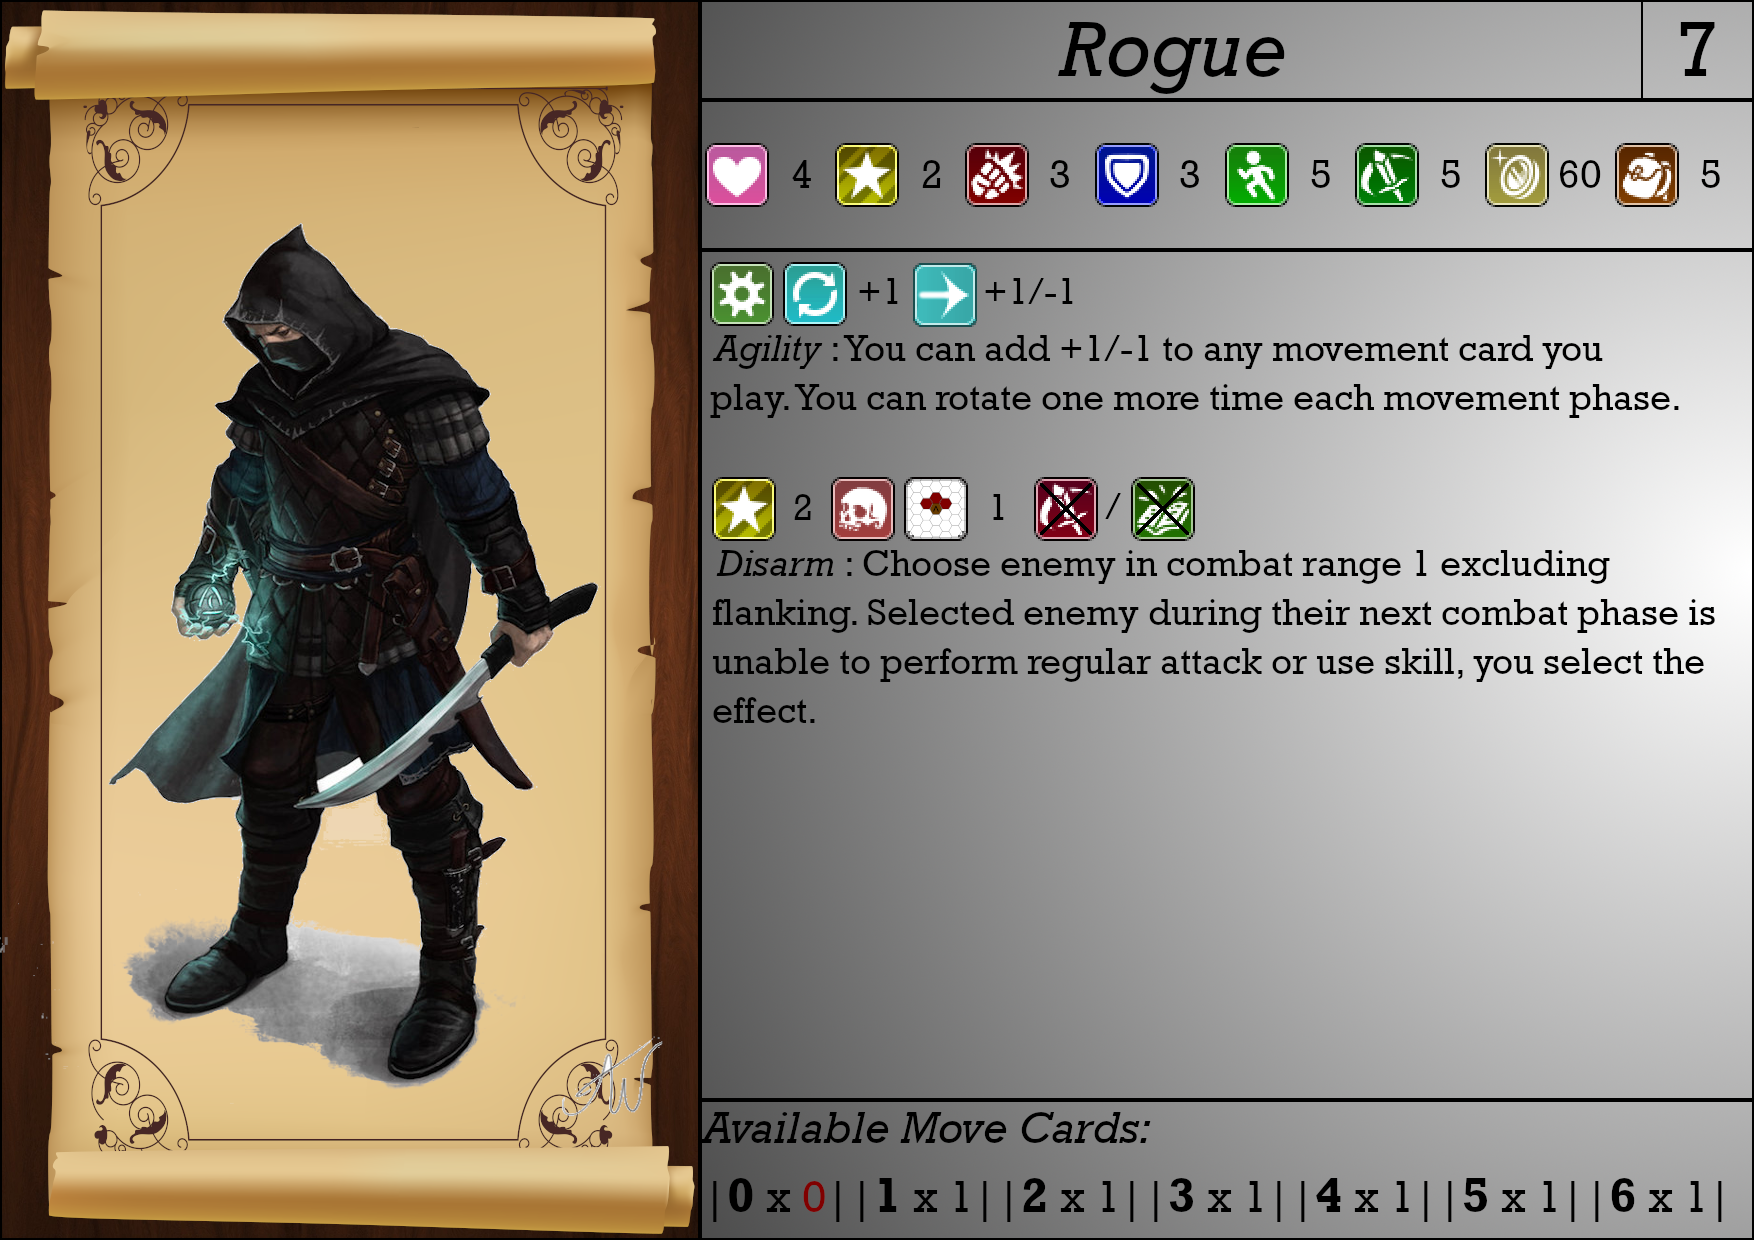 Rogue 7
4 2 3 3 5 5 60 5
+1 +1/-1
Agility : You can add +1/-1 to any movement card you
play. You can rotate one more time each movement phase.
2 1 /
Disarm : Choose enemy in combat range 1 excluding
flanking. Selected enemy during their next combat phase is
unable to perform regular attack or use skill, you select the
effect.
AW
Available Move Cards:
|0 x 0||1 x 1||2 x 1||3 x 1||4 x 1||5 x 1||6 x 1|